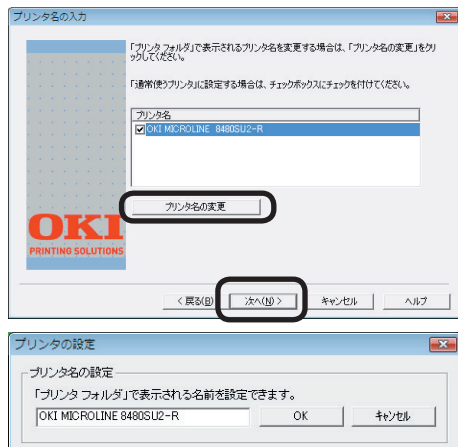 プリンタ名の入力
「プリンタ フォルダ」で表示されるプリンタ名を変更する場合は、「プリンタ名の変更」をクリ
ックしてください。
「通常使うプリンタ」に設定する場合は、チェックボックスにチェックを付けてください。
プリンタ名
OKI MICROLINE 8480SU2-R
プリンタ名の変更
OKI
PRINTING SOLUTIONS
< 戻る(B)
次へ(N) >
キャンセル
ヘルプ
プリンタの設定
プリンタ名の設定
「プリンタ フォルダ」で表示される名前を設定できます。
OKI MICROLINE 8480SU2-R
OK
キャンセル